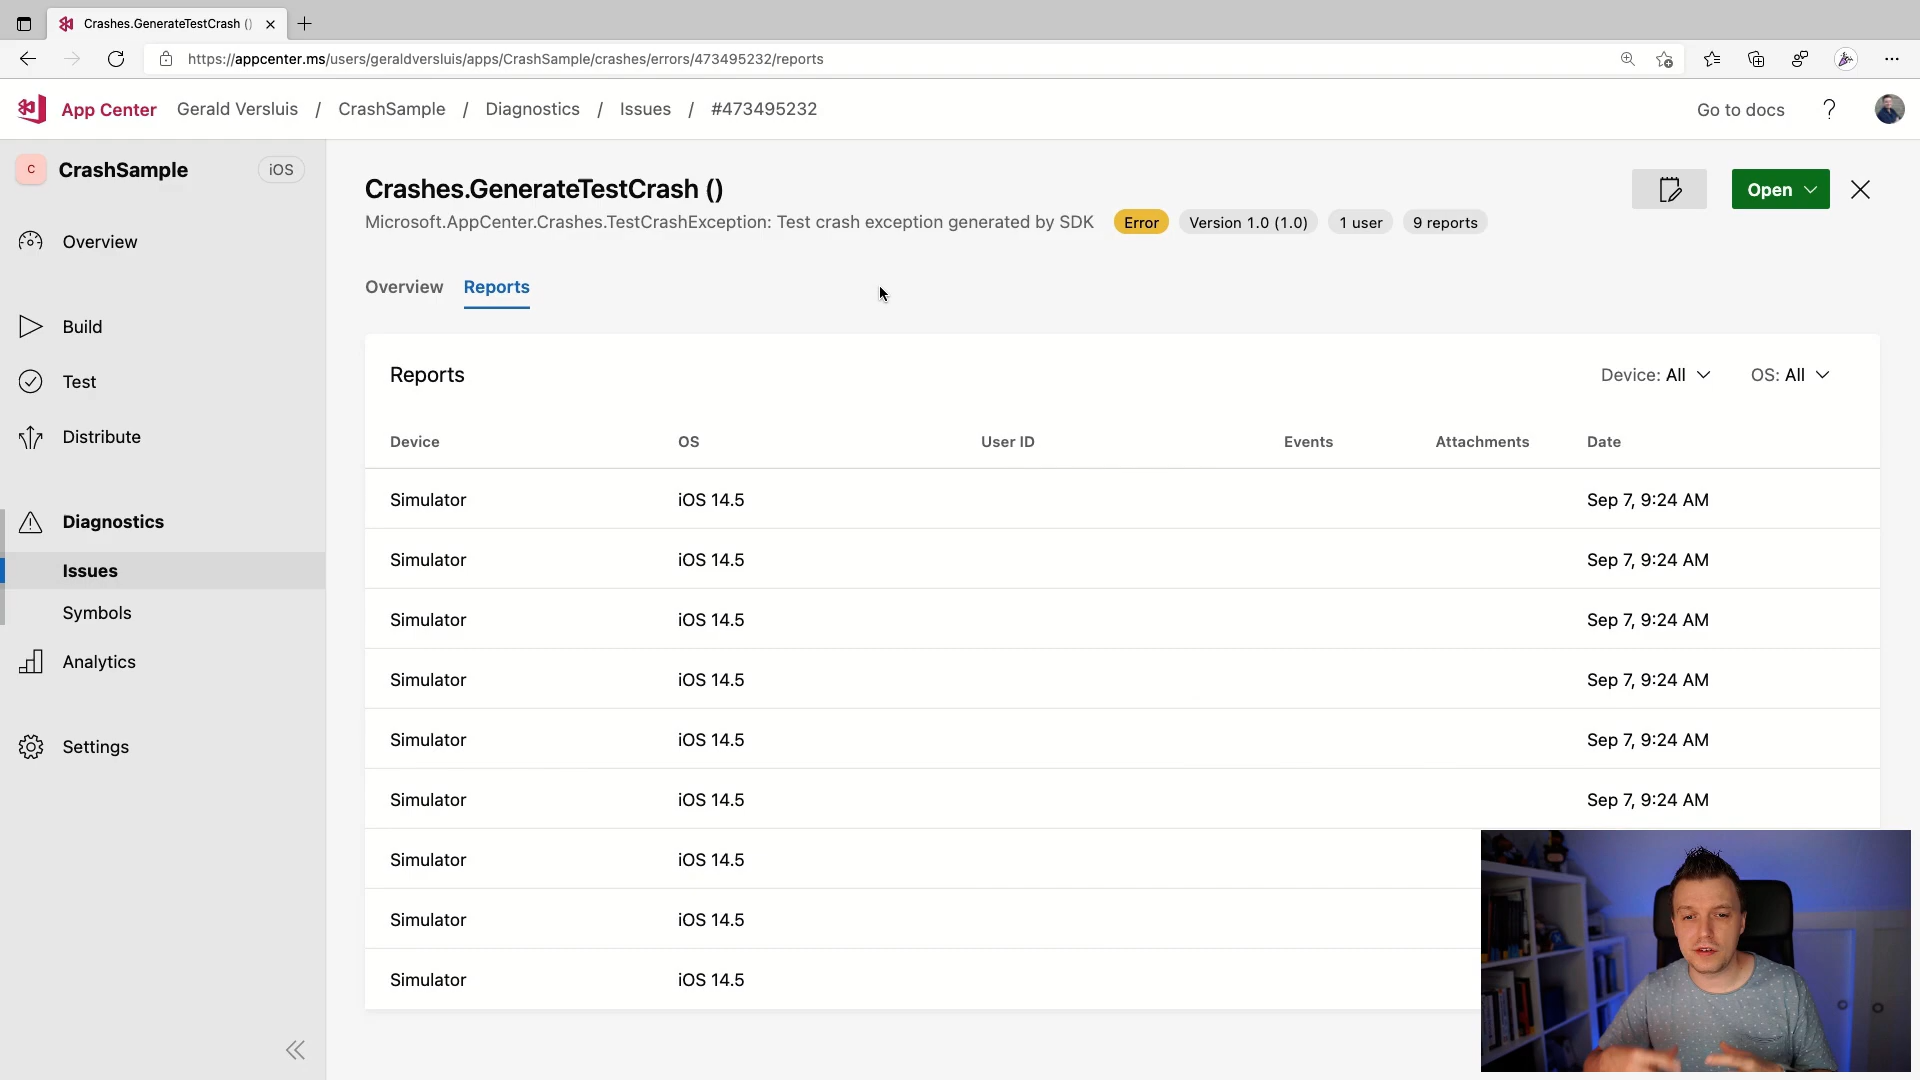 Crashes.GenerateTestCrash ()
https://appcenter.ms/users/geraldversluis/apps/CrashSample/crashes/errors/473495232/reports
App Center Gerald Versluis / CrashSample / Diagnostics / Issues / #473495232 Go to docs ?
C CrashSample iOS
Overview
Build
Test
Distribute
Diagnostics
Issues
Symbols
Analytics
Settings
Crashes.GenerateTestCrash ()
Open
Microsoft.AppCenter.Crashes.TestCrashException: Test crash exception generated by SDK Error Version 1.0 (1.0) 1 user 9 reports
Overview Reports
Reports Device: All OS: All
Device OS User ID Events Attachments Date
Simulator iOS 14.5 Sep 7, 9:24 AM
Simulator iOS 14.5 Sep 7, 9:24 AM
Simulator iOS 14.5 Sep 7, 9:24 AM
Simulator iOS 14.5 Sep 7, 9:24 AM
Simulator iOS 14.5 Sep 7, 9:24 AM
Simulator iOS 14.5 Sep 7, 9:24 AM
Simulator iOS 14.5
Simulator iOS 14.5
Simulator iOS 14.5